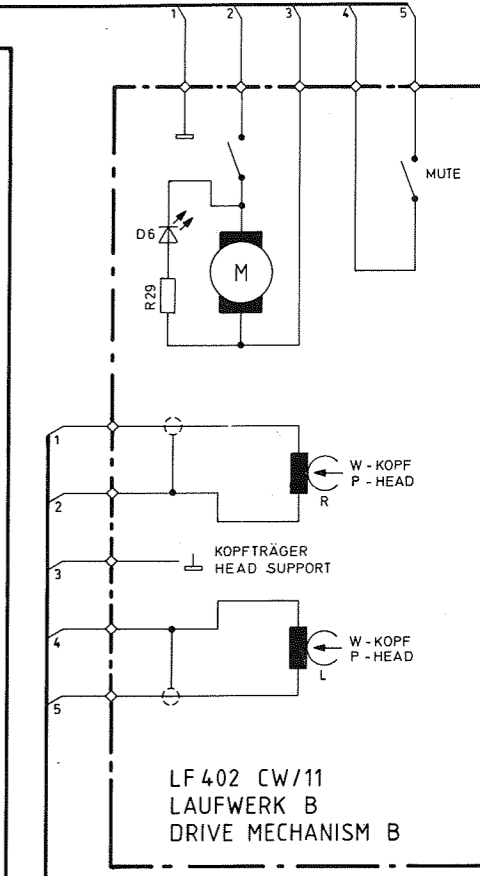 1 2 3 4 5
MUTE
D6
M
R29
1
W-KOPF
P-HEAD
R
2
KOPFTRÄGER
HEAD SUPPORT
3
4
W-KOPF
P-HEAD
L
5
LF 402 CW/11
LAUFWERK B
DRIVE MECHANISM B